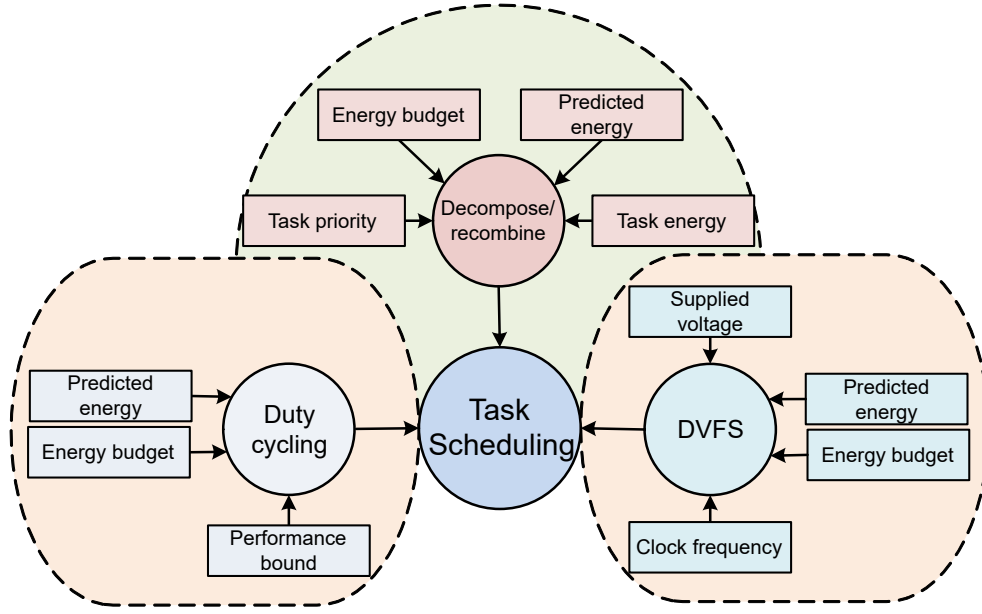 Energy budget
Predicted
energy
Task priority
Decompose/
recombine
Task energy
Supplied
voltage
Predicted
energy
Energy budget
Duty
cycling
Task
Scheduling
DVFS
Predicted
energy
Energy budget
Performance
bound
Clock frequency